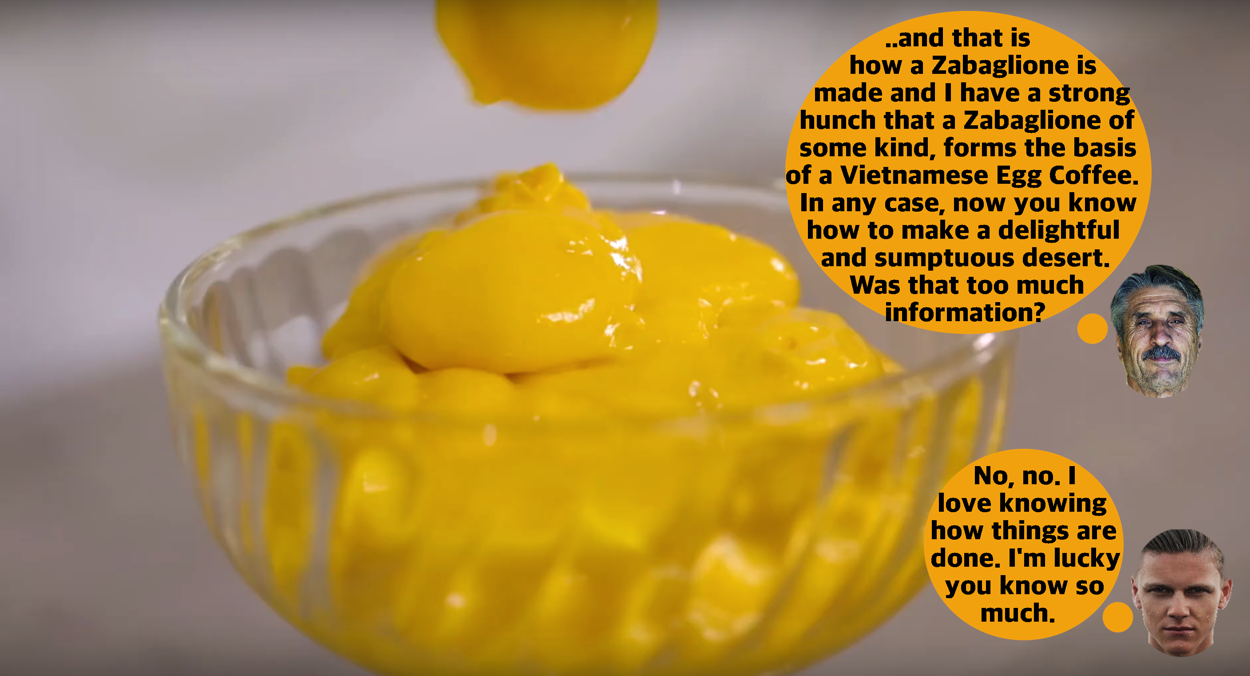 ..and that is
how a Zabaglione is
made and I have a strong
hunch that a Zabaglione of
some kind, forms the basis
of a Vietnamese Egg Coffee.
In any case, now you know
how to make a delightful
and sumptuous desert.
Was that too much
information?
No, no. I
love knowing
how things are
done. I'm lucky
you know so
much.